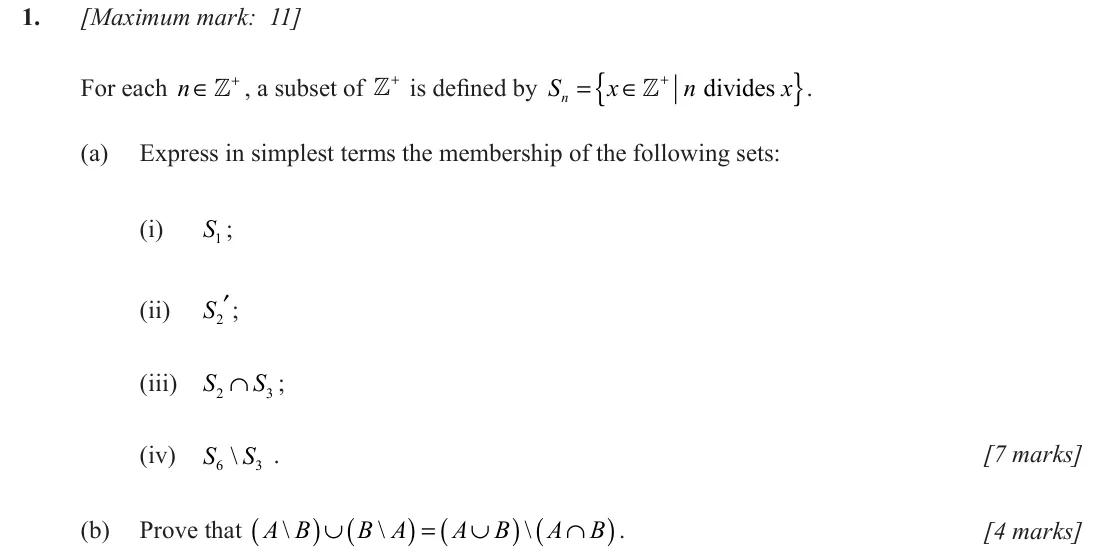 1. [Maximum mark: 11]
For each n ∈ ℤ⁺, a subset of ℤ⁺ is defined by Sₙ = {x ∈ ℤ⁺ | n divides x}.
(a) Express in simplest terms the membership of the following sets:
(i) S₁;
(ii) S₂′;
(iii) S₂ ∩ S₃;
(iv) S₆ \ S₃ . [7 marks]
(b) Prove that (A \ B) ∪ (B \ A) = (A ∪ B) \ (A ∩ B). [4 marks]